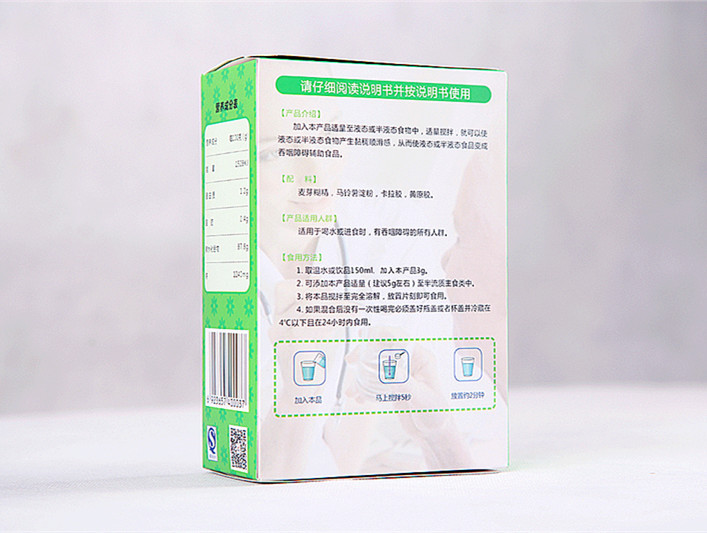 请仔细阅读说明书并按说明书使用
【产品介绍】
加入本产品适量至液态或半液态食物中，适量搅拌，就可以使
液态或半液态食物产生黏稠顺滑感，从而使液态或半液态食品变成
吞咽障碍辅助食品。
【配 料】
麦芽糊精，马铃薯淀粉，卡拉胶，黄原胶。
【产品适用人群】
适用于喝水或进食时，有吞咽障碍的所有人群。
【食用方法】
1. 取温水或饮品150ml，加入本产品3g。
2. 可添加本产品适量（建议5g左右）至半流质主食类中。
3. 将本品搅拌至完全溶解，放置片刻即可食用。
4. 如果混合后没有一次性喝完必须盖好瓶盖或者杯盖并冷藏在
4℃以下且在24小时内食用。
加入本品
马上搅拌5秒
放置约2分钟
营养成分表
97.8g
1040mg